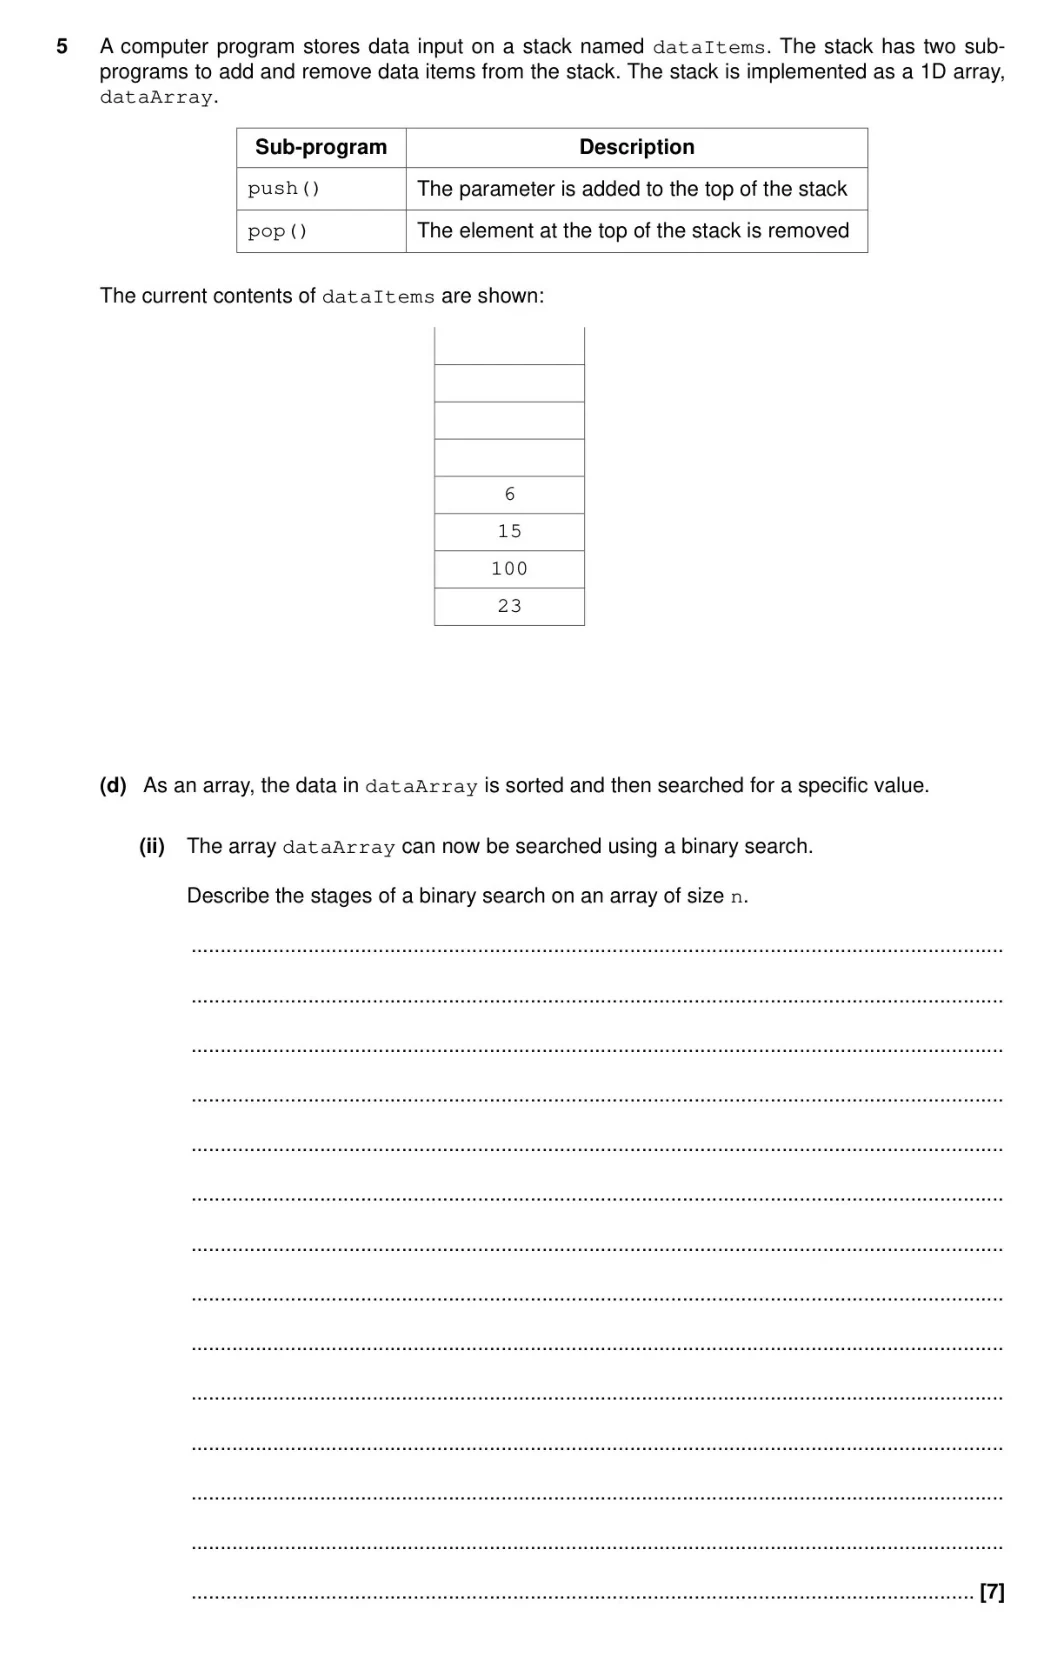 5 A computer program stores data input on a stack named dataItems. The stack has two sub-
programs to add and remove data items from the stack. The stack is implemented as a 1D array,
dataArray.
Sub-program Description
push() The parameter is added to the top of the stack
pop() The element at the top of the stack is removed
The current contents of dataItems are shown:
6
15
100
23
(d) As an array, the data in dataArray is sorted and then searched for a specific value.
(ii) The array dataArray can now be searched using a binary search.
Describe the stages of a binary search on an array of size n.
[7]